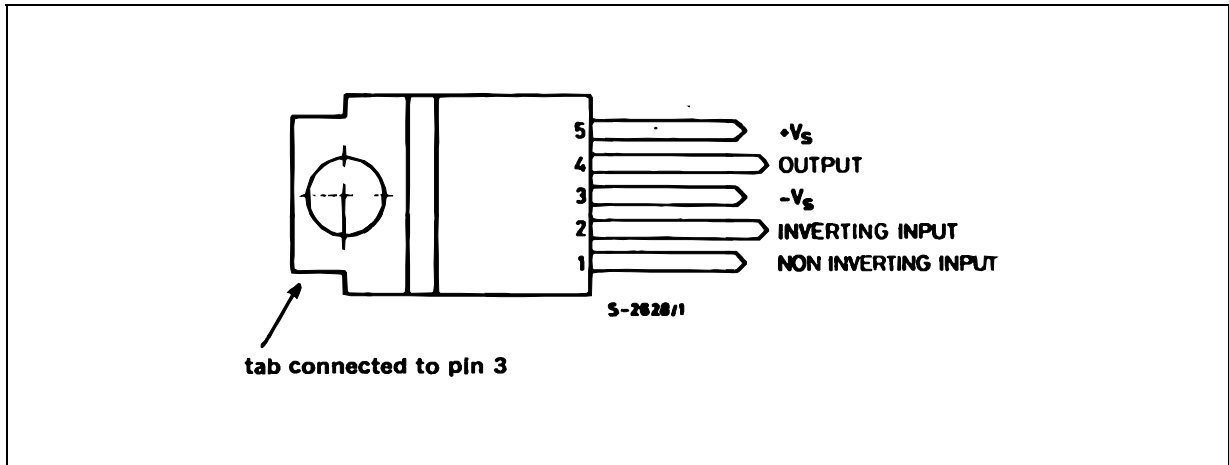 5 +Vs
4 OUTPUT
3 -Vs
2 INVERTING INPUT
1 NON INVERTING INPUT
S-2628/1
tab connected to pin 3